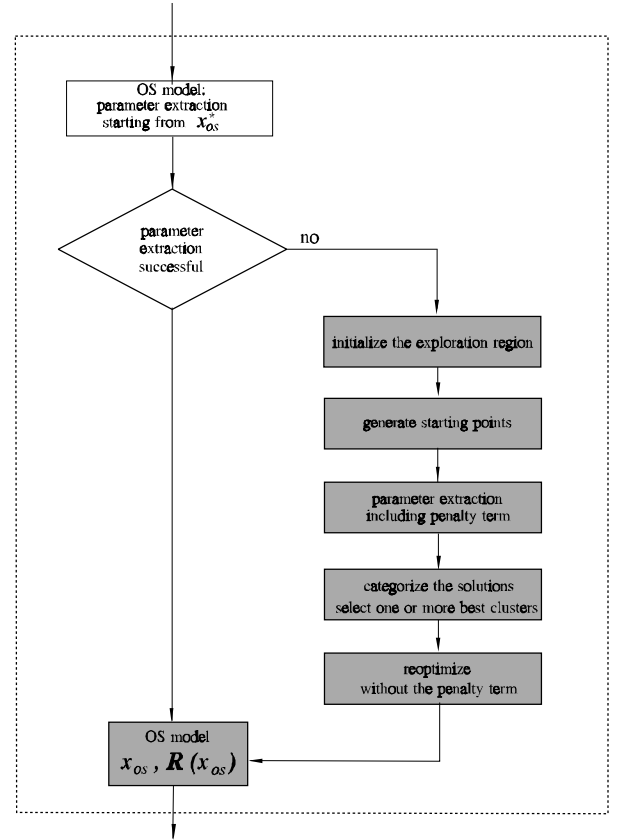 OS model:
parameter extraction
starting from x*os
parameter
extraction
successful
no
initialize the exploration region
generate starting points
parameter extraction
including penalty term
categorize the solutions
select one or more best clusters
reoptimize
without the penalty term
OS model
xos , R (xos)